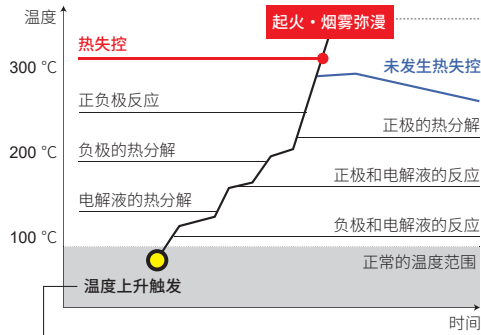 温度
起火・烟雾弥漫
热失控
300 ℃
未发生热失控
正负极反应
正极的热分解
200 ℃
负极的热分解
正极和电解液的反应
电解液的热分解
负极和电解液的反应
100 ℃
正常的温度范围
温度上升触发
时间